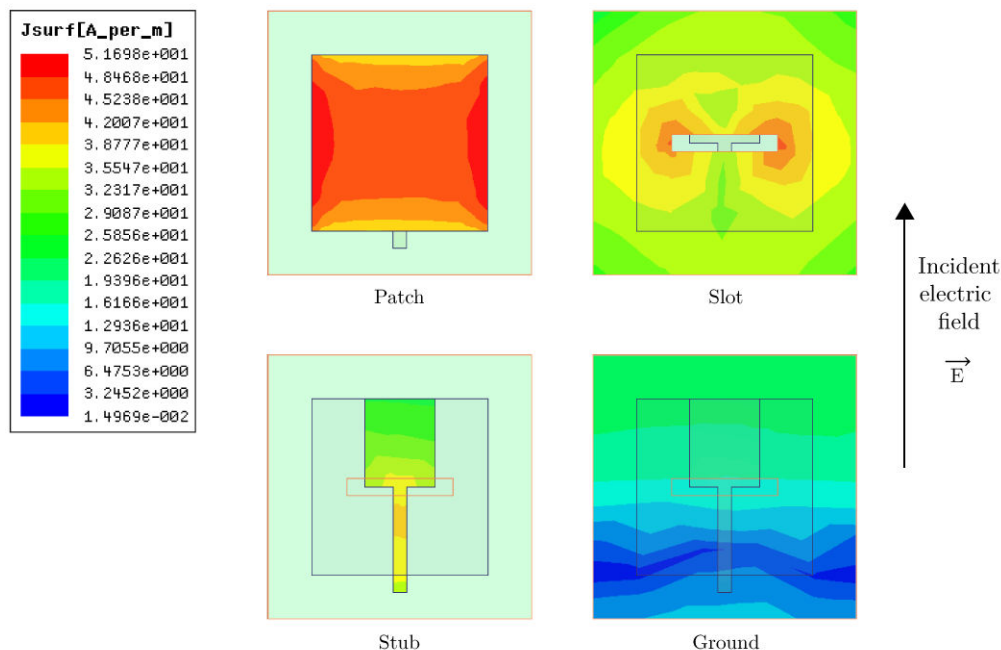 Jsurf[A_per_m]
5.1698e+001
4.8468e+001
4.5238e+001
4.2007e+001
3.8777e+001
3.5547e+001
3.2317e+001
2.9087e+001
2.5856e+001
2.2626e+001
1.9396e+001
1.6166e+001
1.2936e+001
9.7055e+000
6.4753e+000
3.2452e+000
1.4969e-002
Patch
Slot
Incident
electric
field
E
Stub
Ground